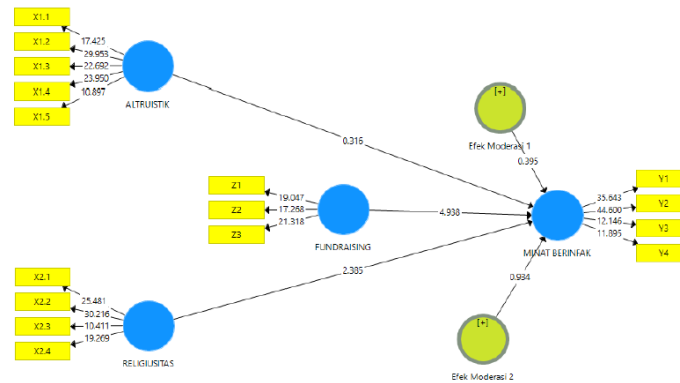 X1.1
X1.2
X1.3
X1.4
X1.5
17.425
29.953
22.692
23.950
10.897
ALTRUISTIK
0.316
[+]
Efek Moderasi 1
0.395
Z1
Z2
Z3
19.047
17.268
21.318
FUNDRAISING
4.938
Y1
Y2
Y3
Y4
35.643
44.600
12.146
11.895
MINAT BERINFAK
2.385
0.934
X2.1
X2.2
X2.3
X2.4
25.481
30.216
10.411
19.269
RELIGIUSITAS
[+]
Efek Moderasi 2